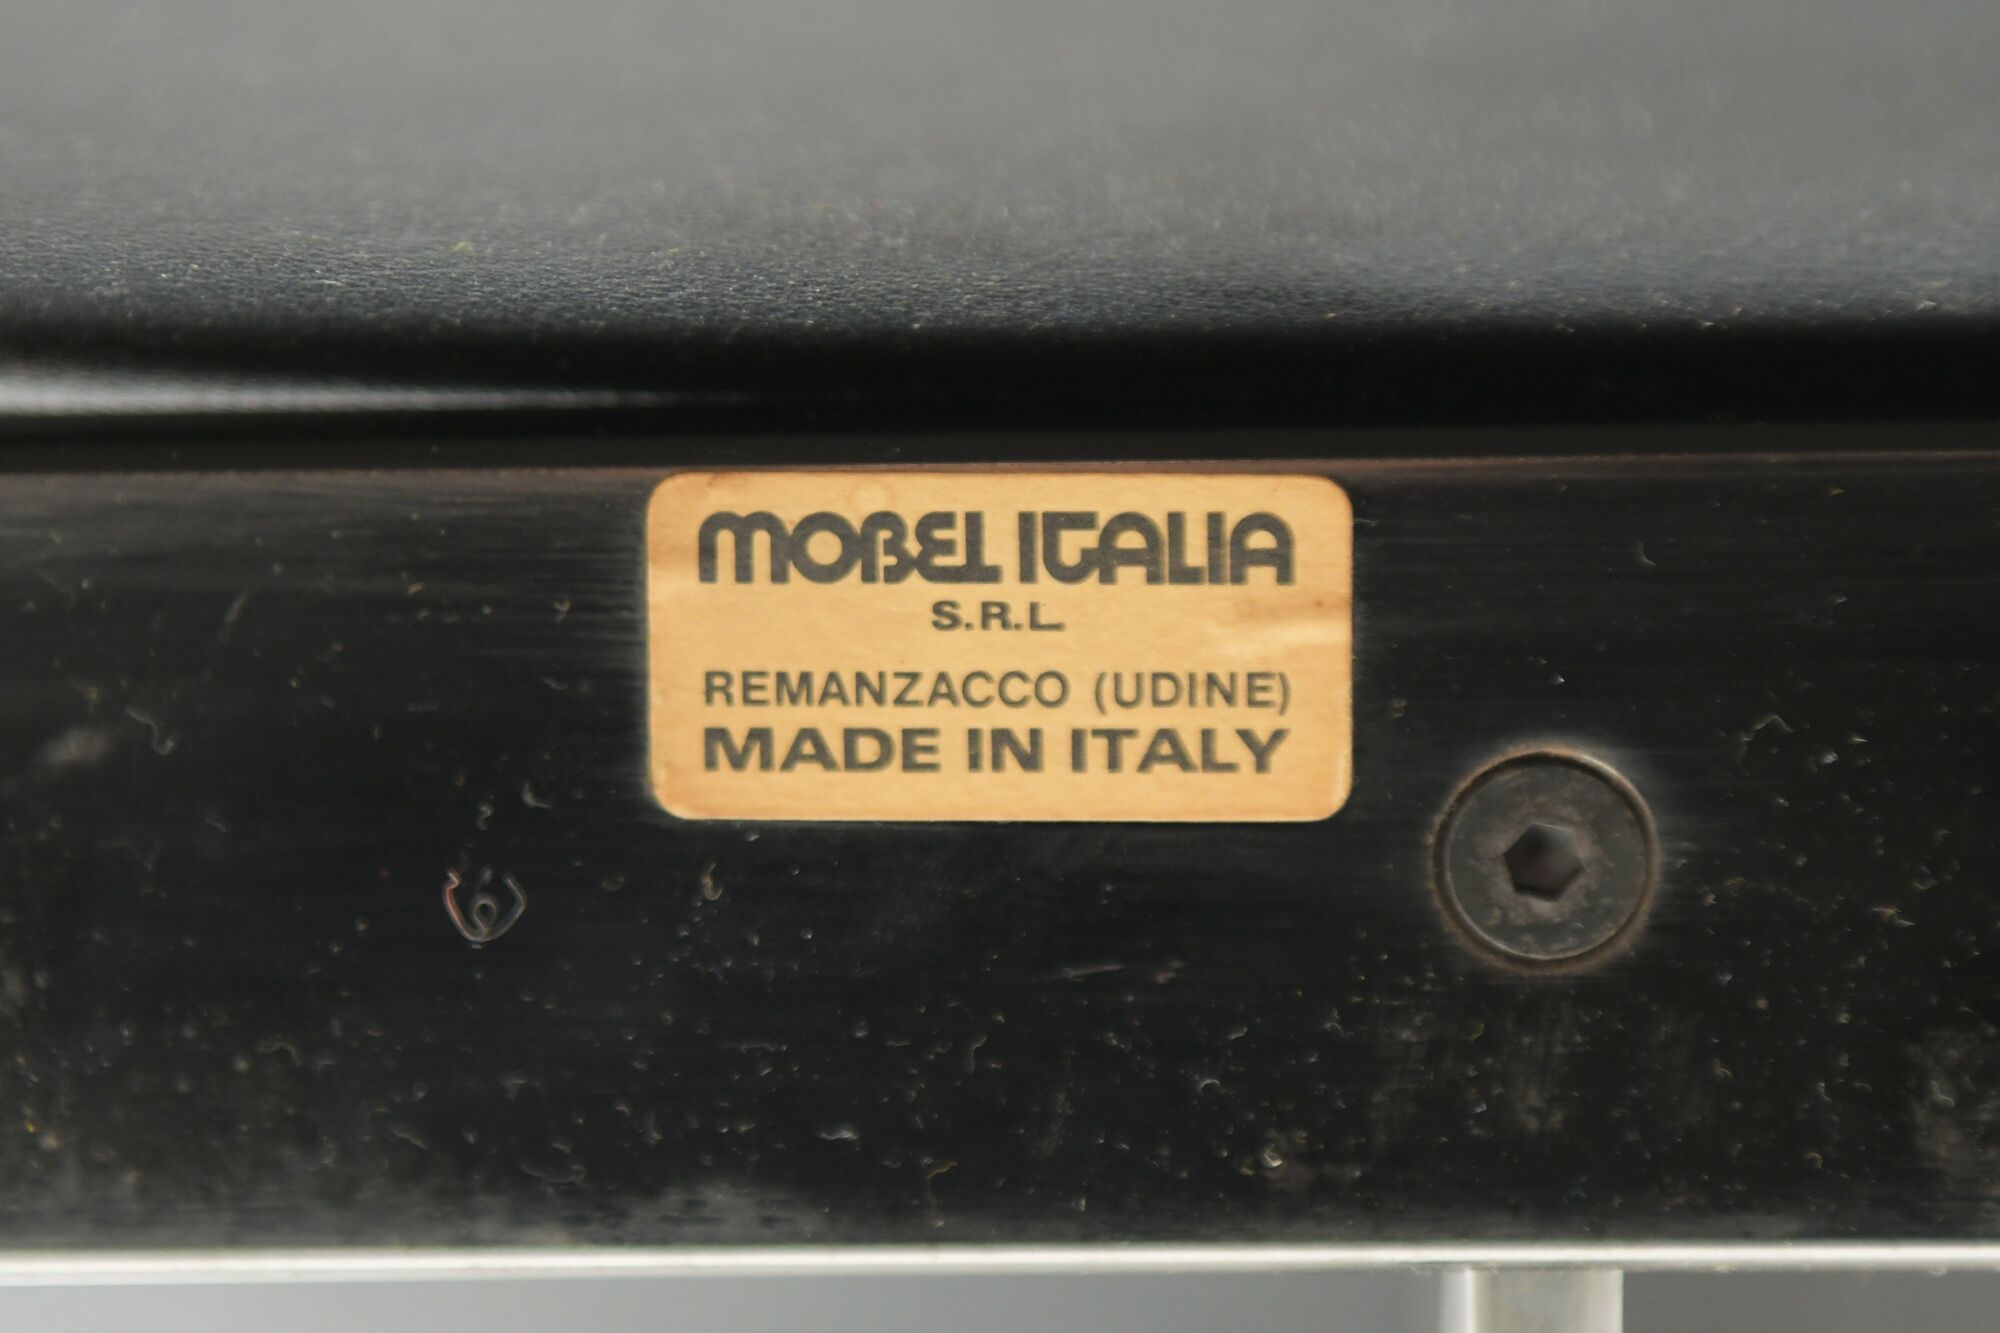 MOBEL ITALIA
S.R.L.
REMANZACCO (UDINE)
MADE IN ITALY